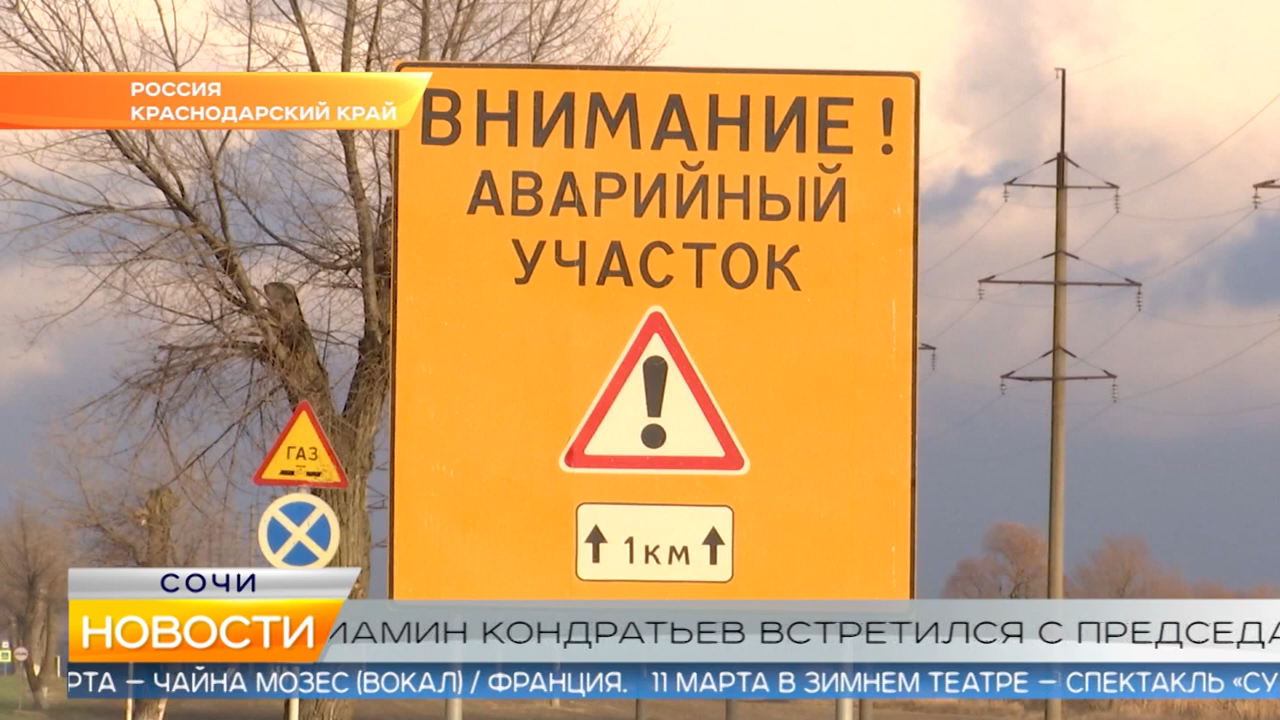 РОССИЯ
КРАСНОДАРСКИЙ КРАЙ
ВНИМАНИЕ !
АВАРИЙНЫЙ
УЧАСТОК
1км
ГАЗ
СОЧИ
НОВОСТИ
КОНДРАТЬЕВ ВСТРЕТИЛСЯ С
— ЧАЙНА МОЗЕС (ВОКАЛ) / ФРАНЦИЯ. 11 МАРТА В ЗИМНЕМ ТЕАТРЕ — СПЕКТАКЛЬ